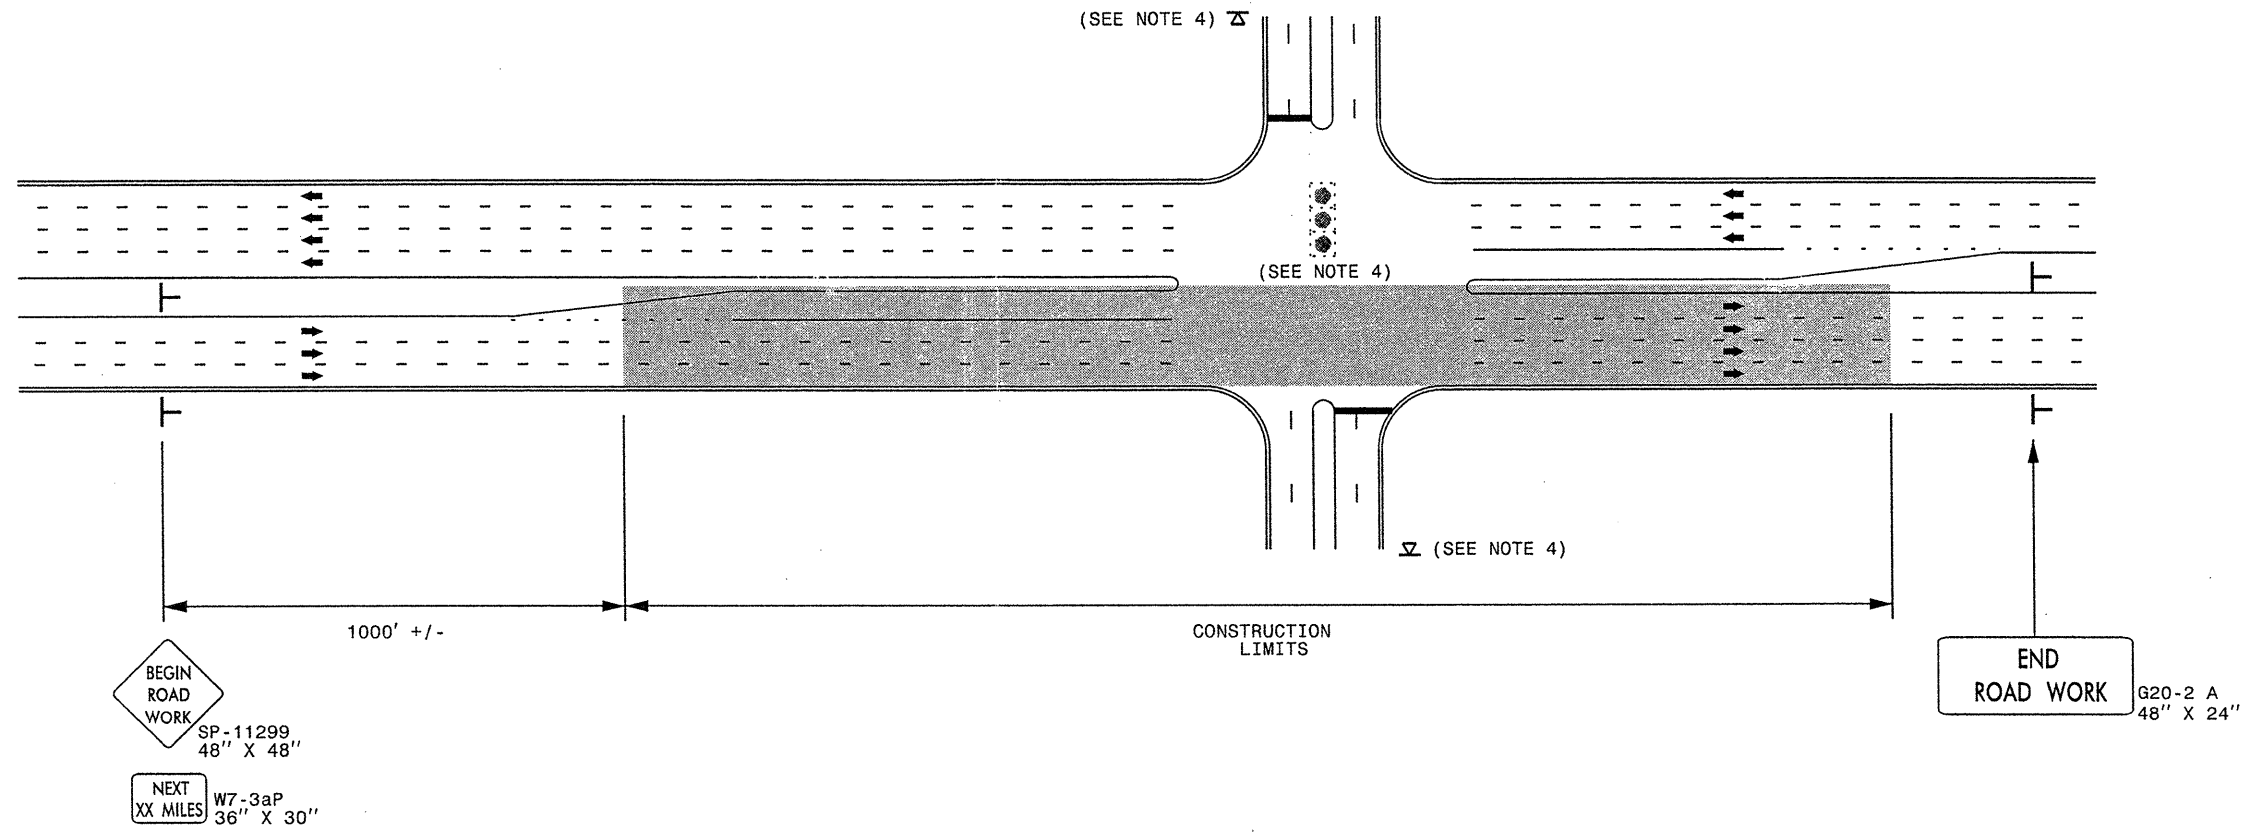 (SEE NOTE 4)
(SEE NOTE 4)
(SEE NOTE 4)
1000' +/-
CONSTRUCTION
LIMITS
BEGIN
ROAD
WORK
SP-11299
48" X 48"
NEXT
XX MILES
W7-3aP
36" X 30"
END
ROAD WORK
G20-2 A
48" X 24"